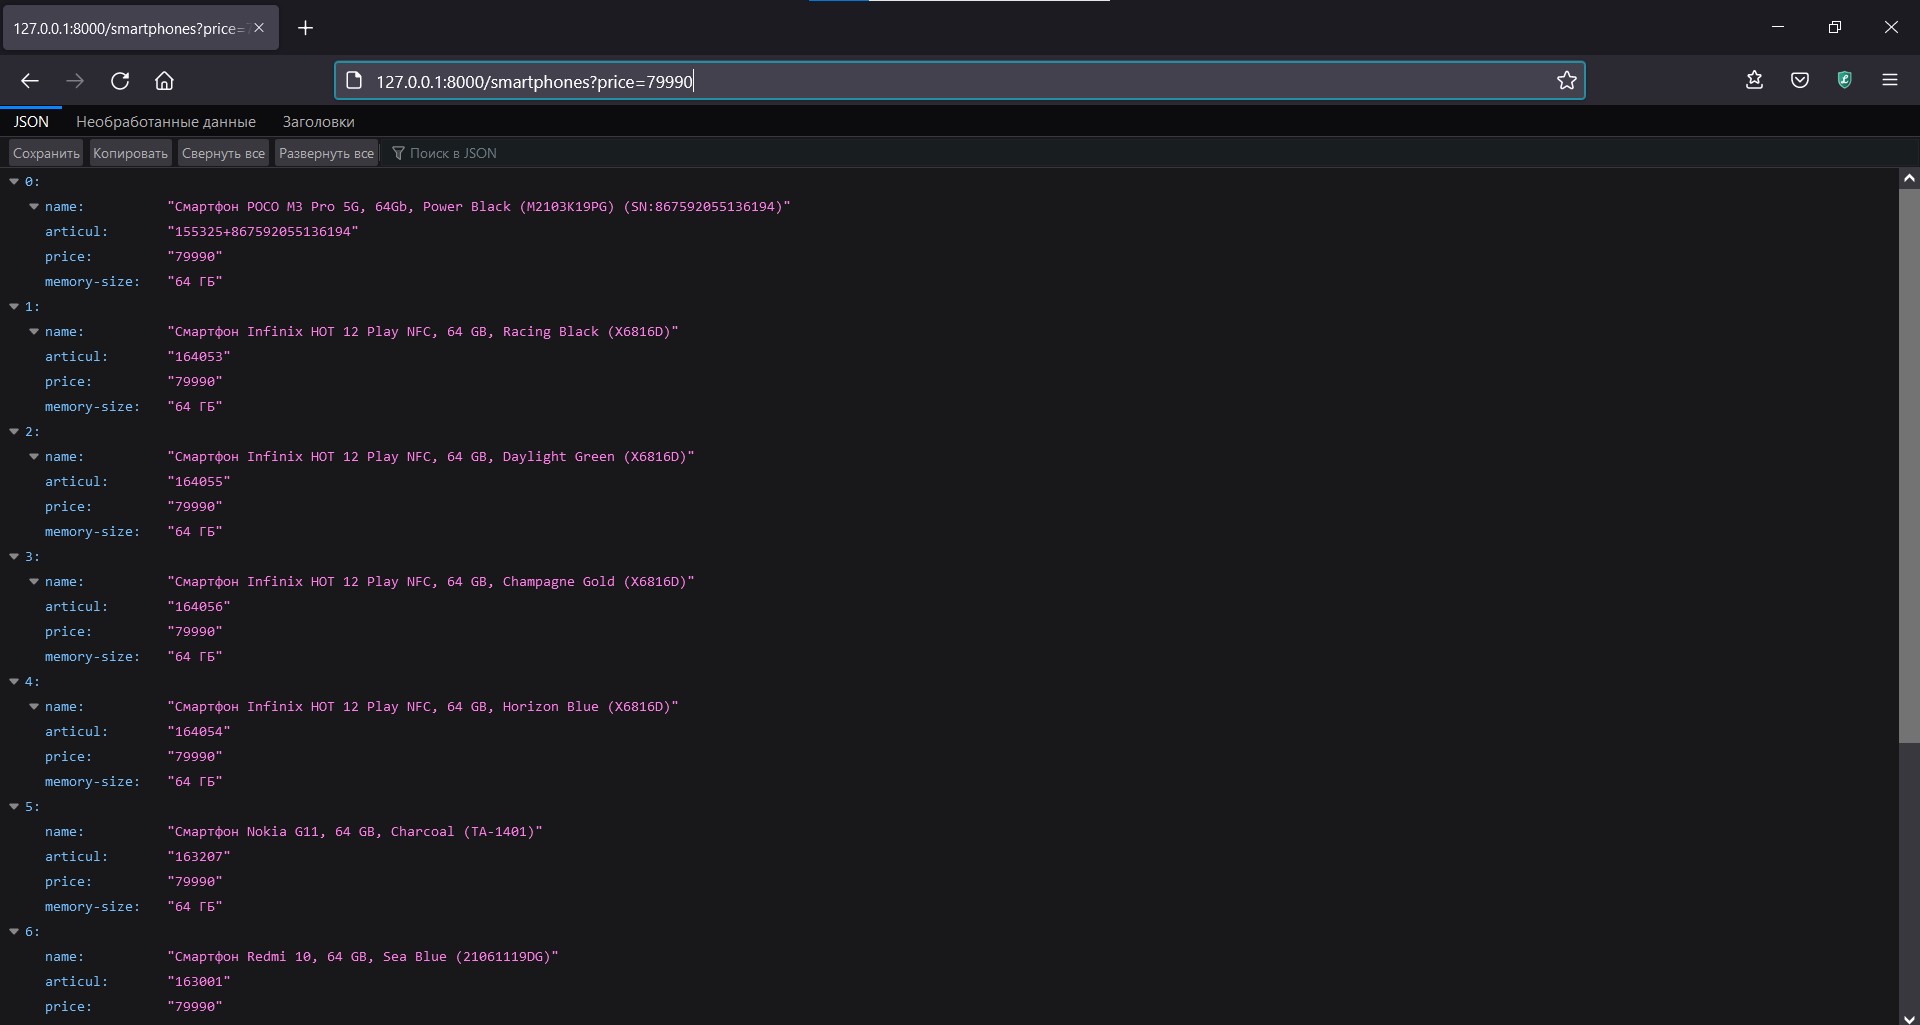 127.0.0.1:8000/smartphones?price=7
127.0.0.1:8000/smartphones?price=79990
JSON Необработанные данные Заголовки
Сохранить Копировать Свернуть все Развернуть все Поиск в JSON
0:
name: "Смартфон POCO M3 Pro 5G, 64Gb, Power Black (M2103K19PG) (SN:867592055136194)"
articul: "155325+867592055136194"
price: "79990"
memory-size: "64 ГБ"
1:
name: "Смартфон Infinix HOT 12 Play NFC, 64 GB, Racing Black (X6816D)"
articul: "164053"
price: "79990"
memory-size: "64 ГБ"
2:
name: "Смартфон Infinix HOT 12 Play NFC, 64 GB, Daylight Green (X6816D)"
articul: "164055"
price: "79990"
memory-size: "64 ГБ"
3:
name: "Смартфон Infinix HOT 12 Play NFC, 64 GB, Champagne Gold (X6816D)"
articul: "164056"
price: "79990"
memory-size: "64 ГБ"
4:
name: "Смартфон Infinix HOT 12 Play NFC, 64 GB, Horizon Blue (X6816D)"
articul: "164054"
price: "79990"
memory-size: "64 ГБ"
5:
name: "Смартфон Nokia G11, 64 GB, Charcoal (TA-1401)"
articul: "163207"
price: "79990"
memory-size: "64 ГБ"
6:
name: "Смартфон Redmi 10, 64 GB, Sea Blue (21061119DG)"
articul: "163001"
price: "79990"